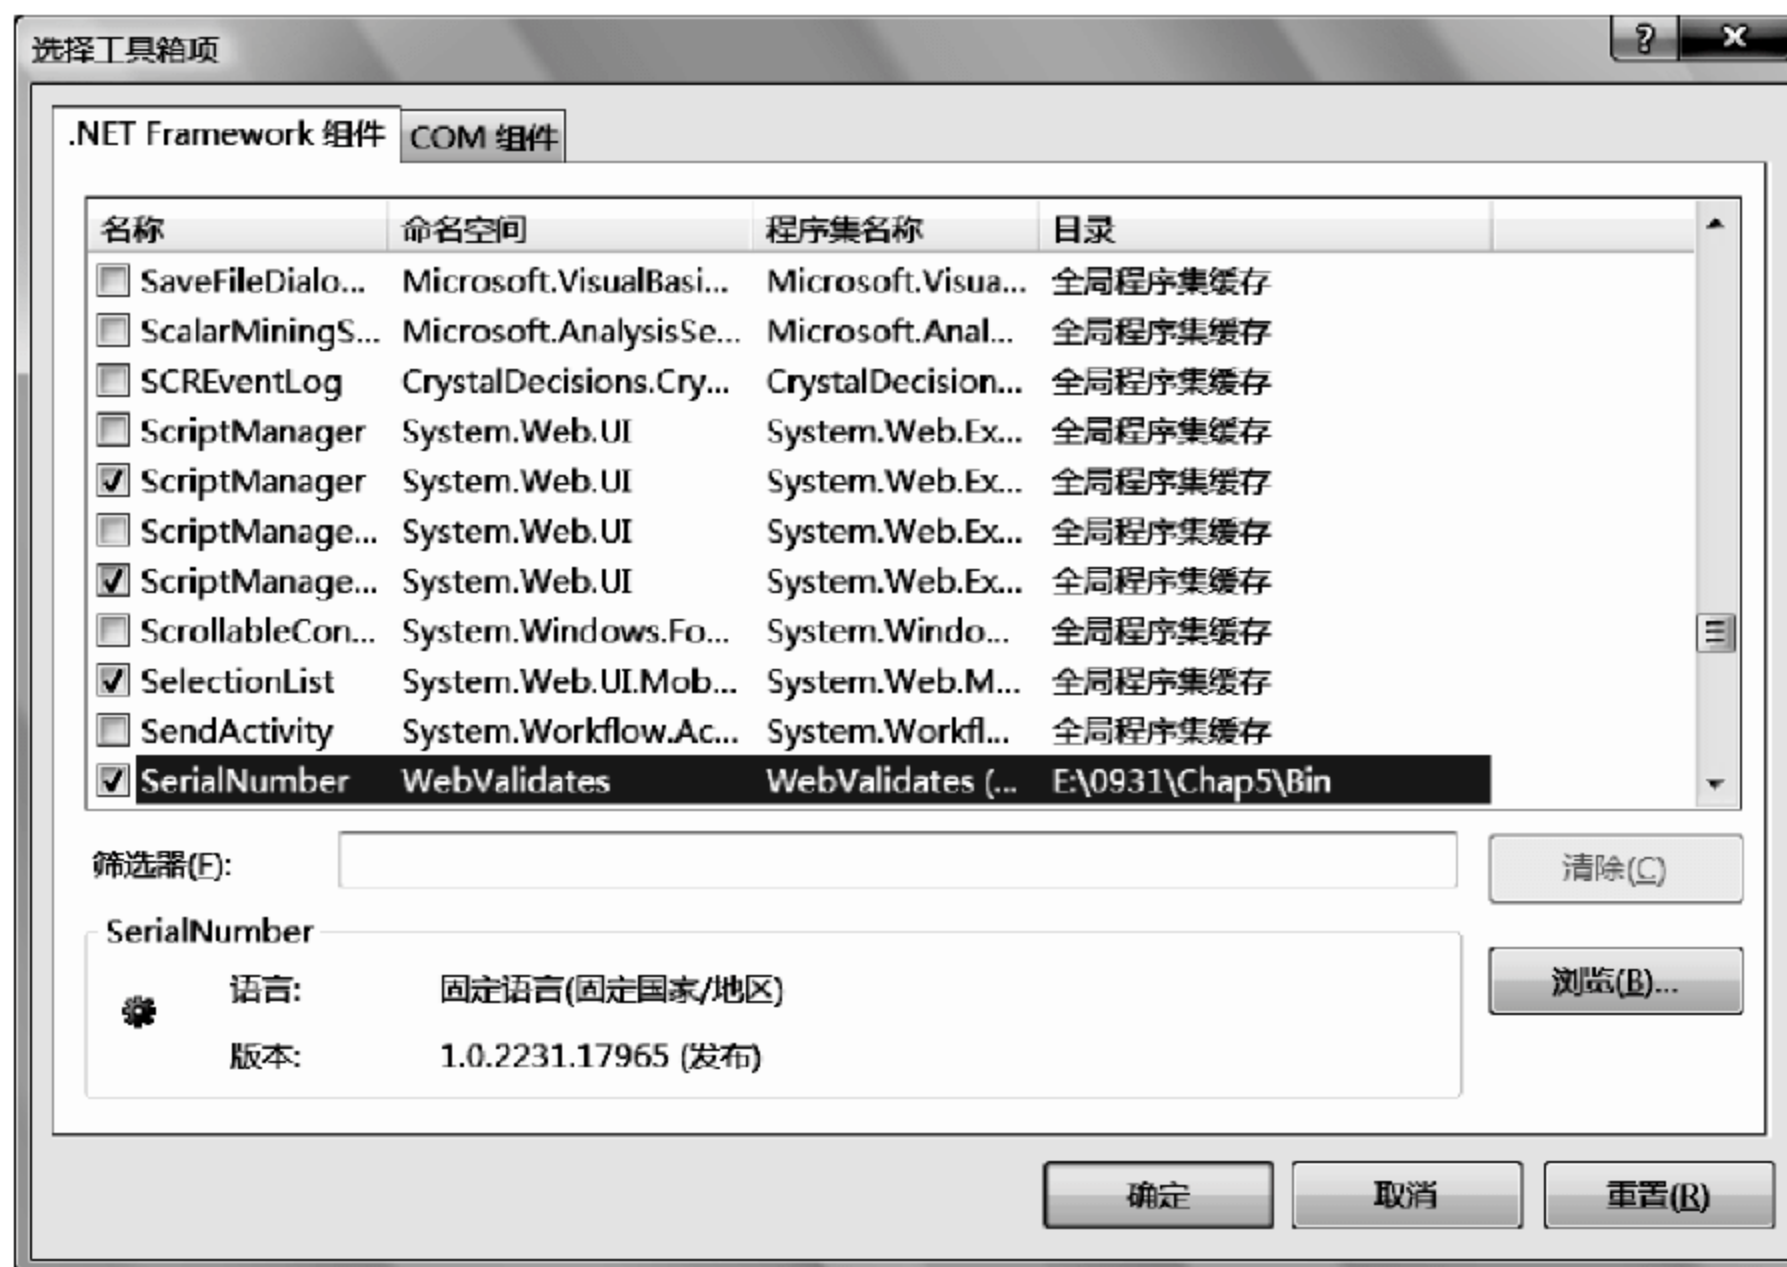 选择工具箱项
.NET Framework 组件 COM 组件
名称 命名空间 程序集名称 目录
SaveFileDialo... Microsoft.VisualBasi... Microsoft.Visua... 全局程序集缓存
ScalarMiningS... Microsoft.AnalysisSe... Microsoft.Anal... 全局程序集缓存
SCREventLog CrystalDecisions.Cry... CrystalDecision... 全局程序集缓存
ScriptManager System.Web.UI System.Web.Ex... 全局程序集缓存
ScriptManager System.Web.UI System.Web.Ex... 全局程序集缓存
ScriptManage... System.Web.UI System.Web.Ex... 全局程序集缓存
ScriptManage... System.Web.UI System.Web.Ex... 全局程序集缓存
ScrollableCon... System.Windows.Fo... System.Windo... 全局程序集缓存
SelectionList System.Web.UI.Mob... System.Web.M... 全局程序集缓存
SendActivity System.Workflow.Ac... System.Workfl... 全局程序集缓存
SerialNumber WebValidates WebValidates (... E:\0931\Chap5\Bin
筛选器(F): 清除(C)
SerialNumber
语言: 固定语言(固定国家/地区) 浏览(B)...
版本: 1.0.2231.17965 (发布)
确定 取消 重置(R)